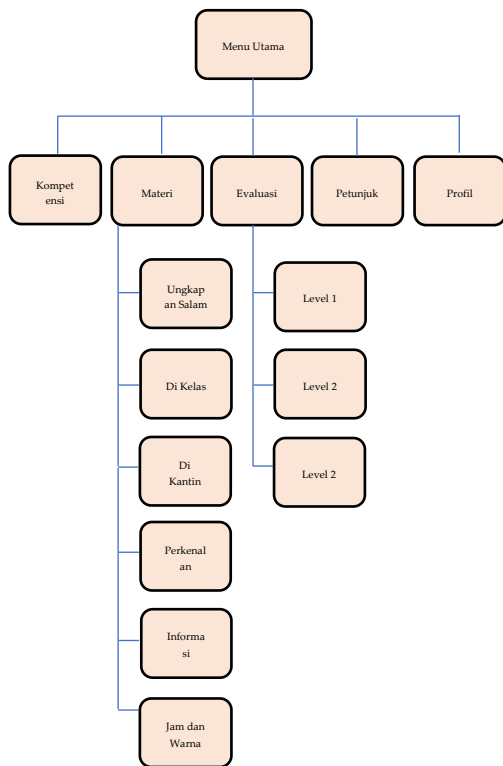 Menu Utama
Kompet
ensi
Materi
Evaluasi
Petunjuk
Profil
Ungkap
an Salam
Di Kelas
Di
Kantin
Perkenal
an
Informa
si
Jam dan
Warna
Level 1
Level 2
Level 2